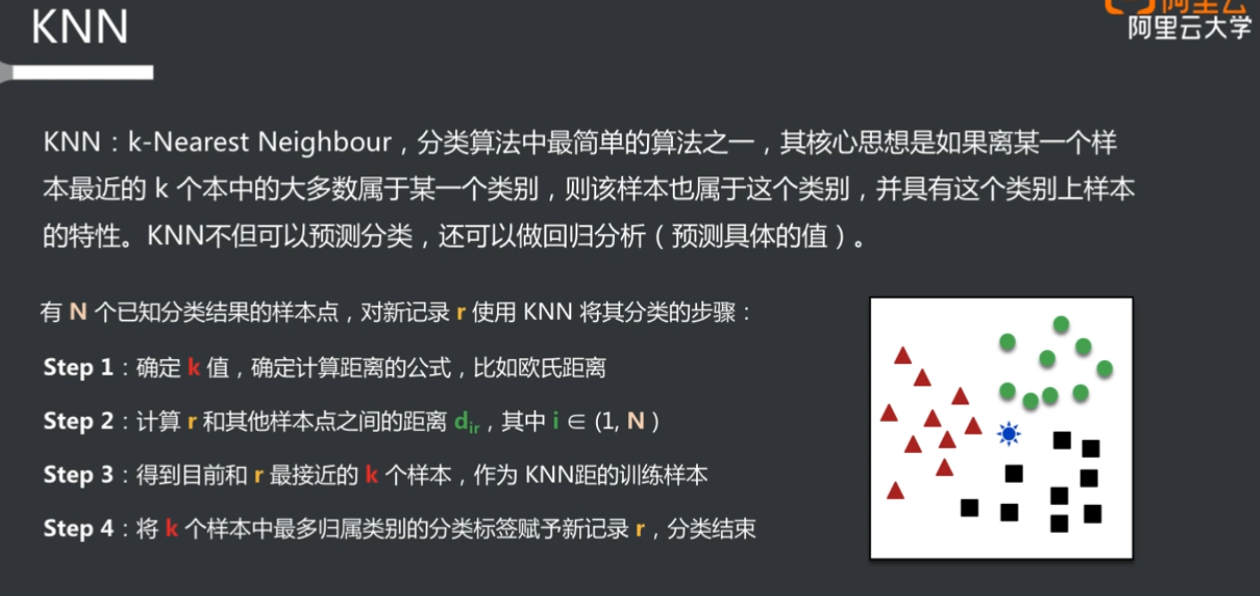 KNN
阿里云
阿里云大学
KNN：k-Nearest Neighbour，分类算法中最简单的算法之一，其核心思想是如果离某一个样
本最近的 k 个本中的大多数属于某一个类别，则该样本也属于这个类别，并具有这个类别上样本
的特性。KNN不但可以预测分类，还可以做回归分析（预测具体的值）。
有 N 个已知分类结果的样本点，对新记录 r 使用 KNN 将其分类的步骤：
Step 1：确定 k 值，确定计算距离的公式，比如欧氏距离
Step 2：计算 r 和其他样本点之间的距离 dir，其中 i ∈ (1, N )
Step 3：得到目前和 r 最接近的 k 个样本，作为 KNN距的训练样本
Step 4：将 k 个样本中最多归属类别的分类标签赋予新记录 r，分类结束